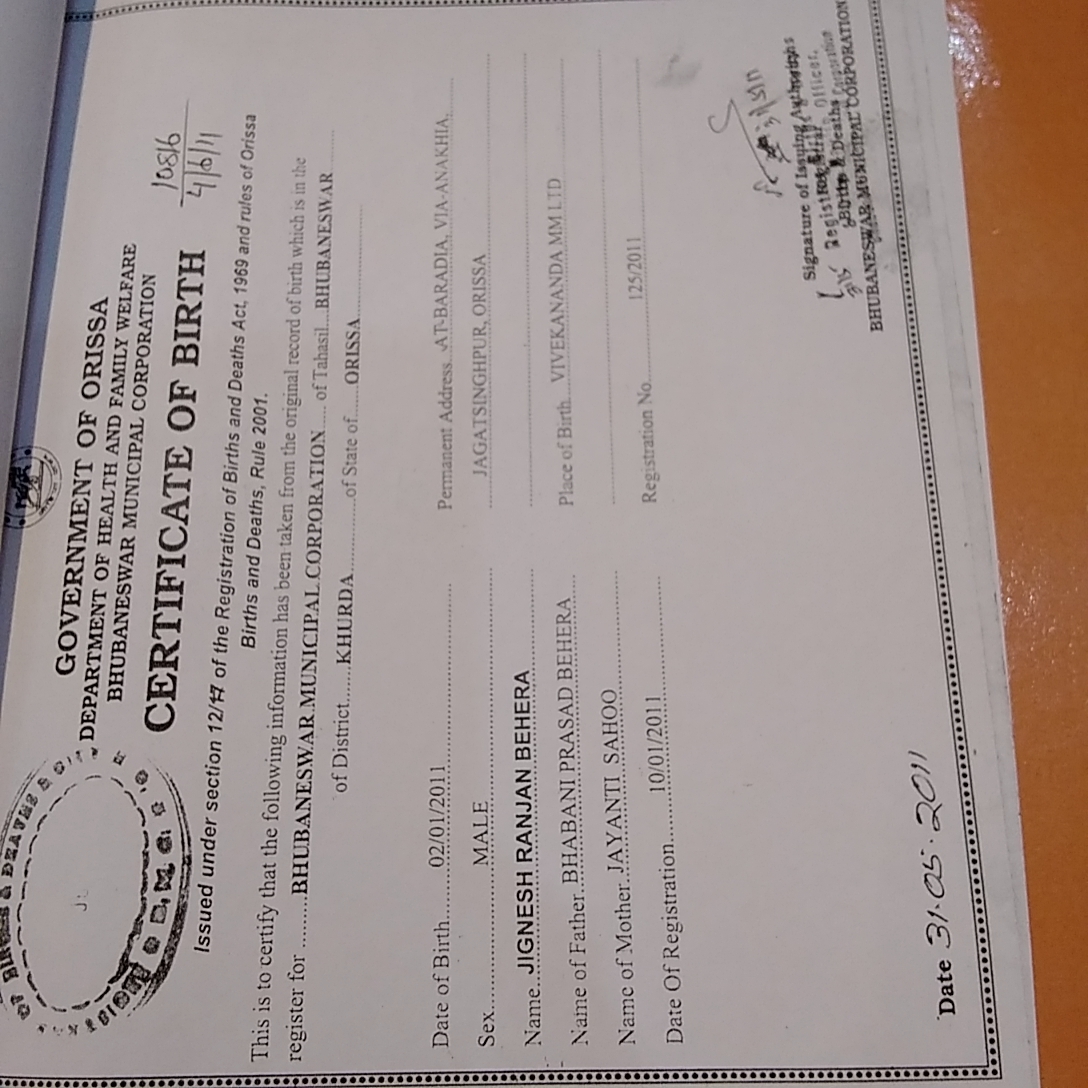 GOVERNMENT OF ORISSA
DEPARTMENT OF HEALTH AND FAMILY WELFARE
BHUBANESWAR MUNICIPAL CORPORATION
CERTIFICATE OF BIRTH
10816
4/6/11
OF BIRTHS & DEATHS
B.M.C.
Issued under section 12/17 of the Registration of Births and Deaths Act, 1969 and rules of Orissa
Births and Deaths, Rule 2001.
This is to certify that the following information has been taken from the original record of birth which is in the
register for ........BHUBANESWAR MUNICIPAL CORPORATION..... of Tahasil...BHUBANESWAR..........
of District......KHURDA..............of State of......ORISSA....................
Date of Birth.........02/01/2011................................
Sex....................MALE................................
Name...JIGNESH RANJAN BEHERA................
Name of Father..BHABANI PRASAD BEHERA....
Name of Mother..JAYANTI SAHOO....................
Date Of Registration.........10/01/2011....................
Permanent Address AT-BARADIA, VIA-ANAKHIA,
JAGATSINGHPUR, ORISSA
Place of Birth...VIVEKANANDA MM LTD
Registration No..............125/2011
Signature of Issuing Authority
Registrar
Births & Deaths
BHUBANESWAR MUNICIPAL CORPORATION
Date 31.05.2011